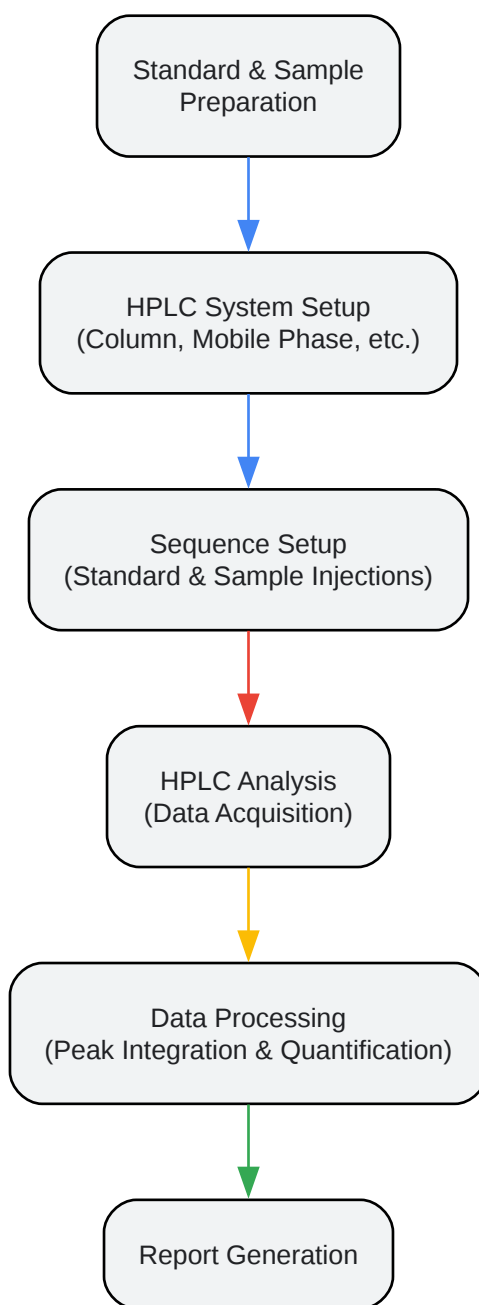 Standard & Sample
Preparation
HPLC System Setup
(Column, Mobile Phase, etc.)
Sequence Setup
(Standard & Sample Injections)
HPLC Analysis
(Data Acquisition)
Data Processing
(Peak Integration & Quantification)
Report Generation